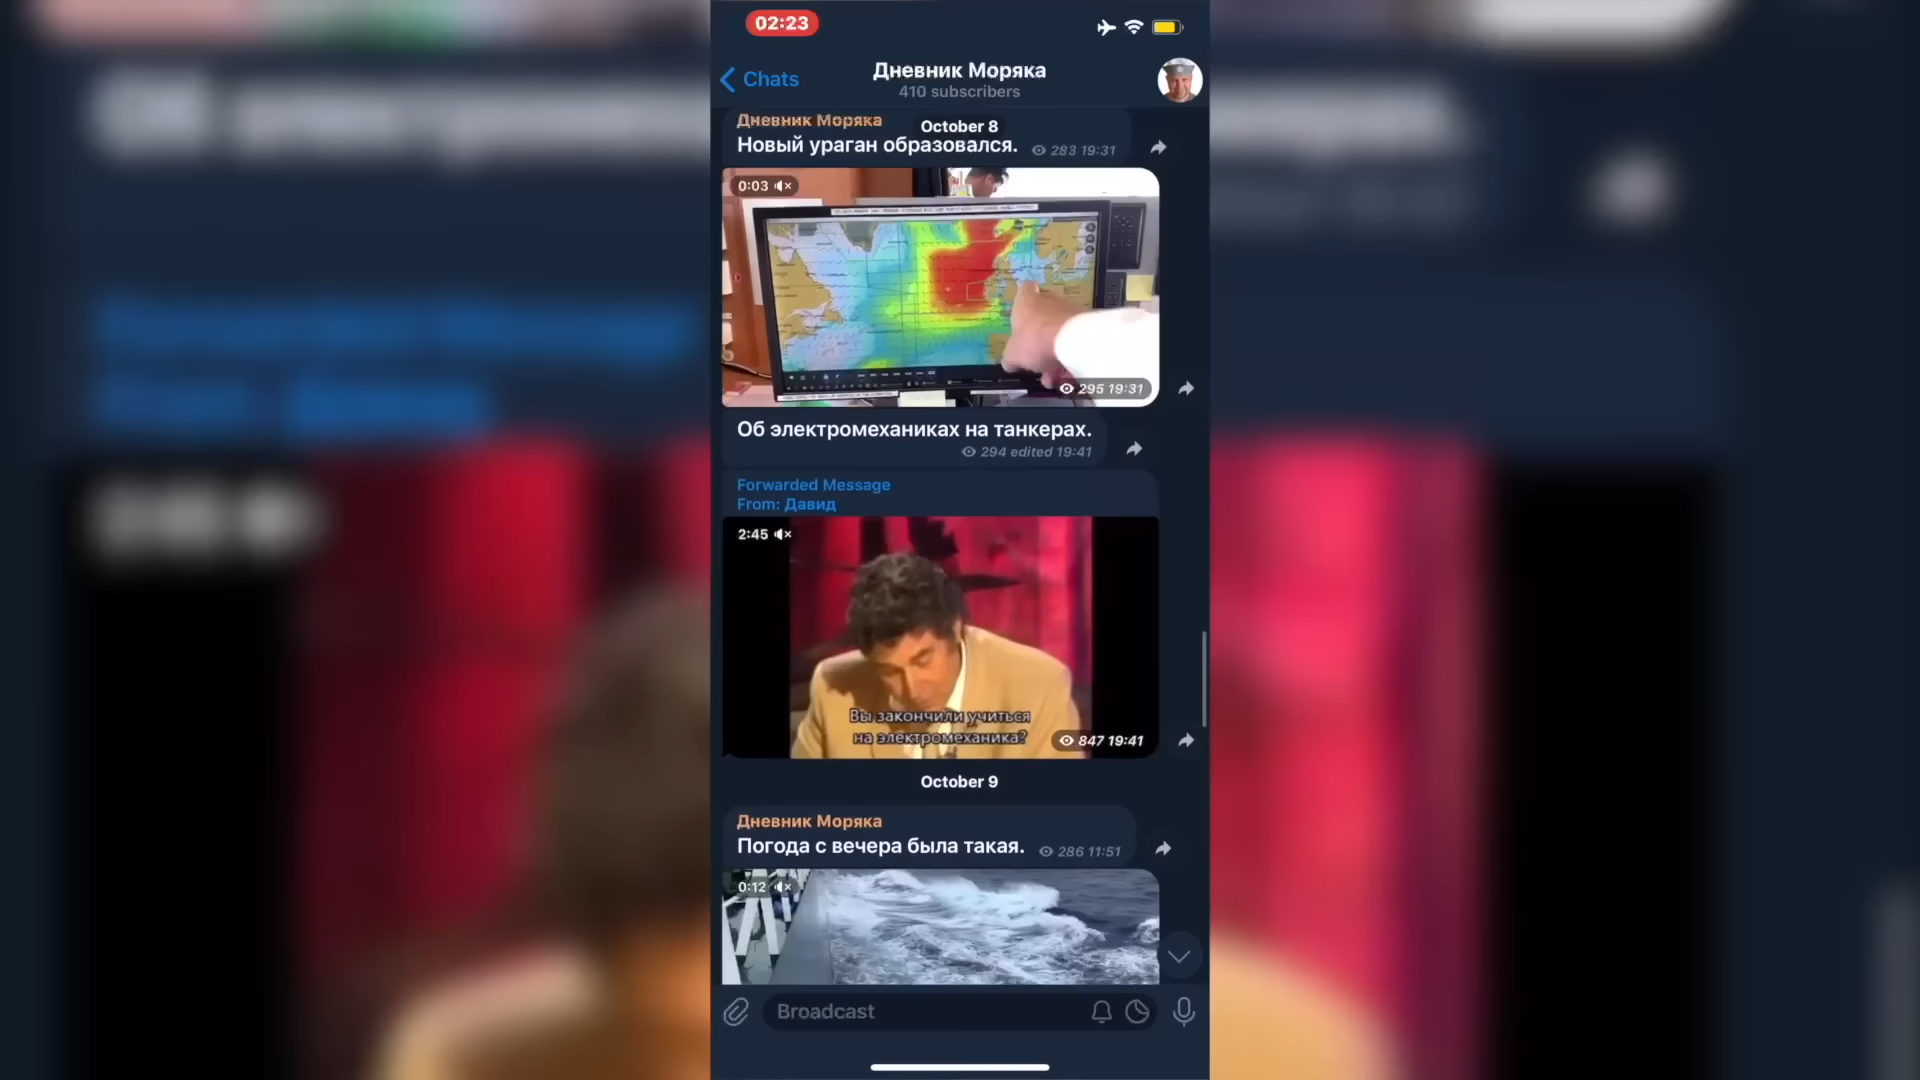 02:23
Chats
Дневник Моряка
410 subscribers
Дневник Моряка
October 8
Новый ураган образовался.
283 19:31
0:03
295 19:31
Об электромеханиках на танкерах.
294 edited 19:41
Forwarded Message
From: Давид
2:45
Вы закончили учиться
на электромеханика?
847 19:41
October 9
Дневник Моряка
Погода с вечера была такая.
286 11:51
0:12
Broadcast